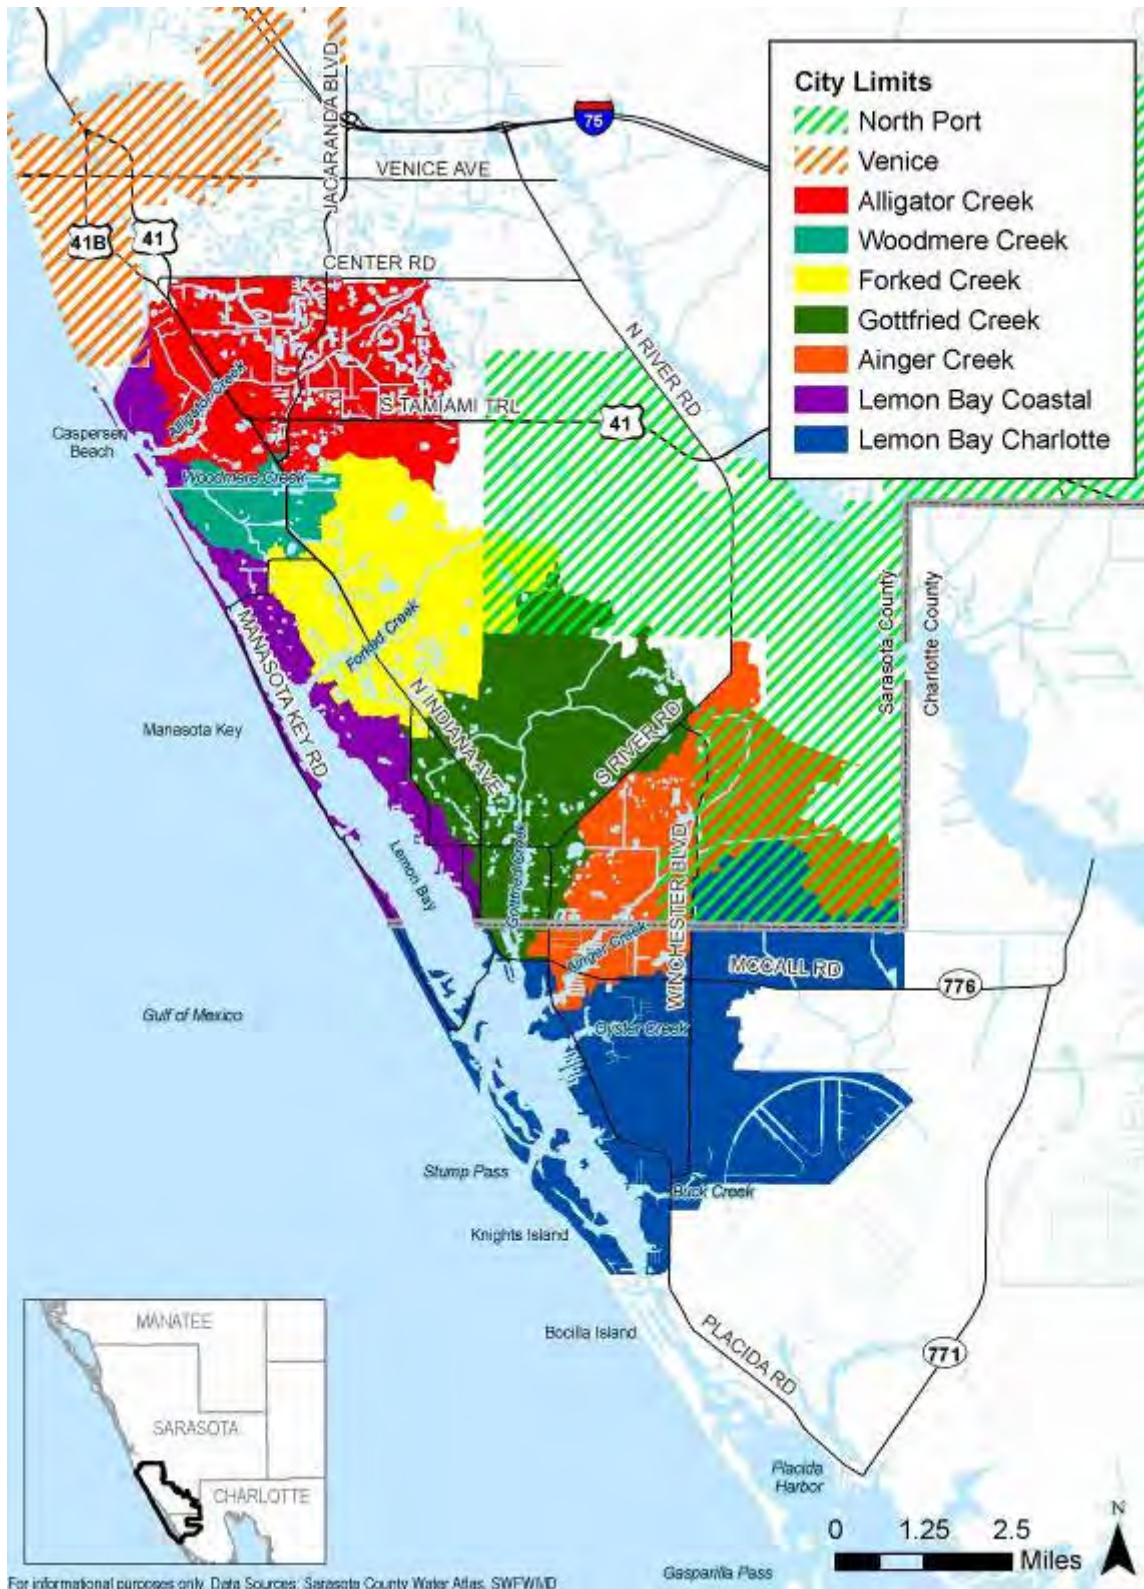 City Limits
North Port
Venice
Alligator Creek
Woodmere Creek
Forked Creek
Gottfried Creek
Ainger Creek
Lemon Bay Coastal
Lemon Bay Charlotte
75
JACARANDA BLVD
VENICE AVE
41B
41
CENTER RD
N RIVER RD
Alligator Creek
S TAMIAMI TRL
41
Caspersen
Beach
Woodmere Creek
Sarasota County
Charlotte County
MANASOTA KEY RD
Forked Creek
N INDIANA AVE
Manasota Key
S RIVER RD
Lemon Bay
Gottfried Creek
WINCHESTER BLVD
Ainger Creek
MCCALL RD
776
Gulf of Mexico
Oyster Creek
Stump Pass
Buck Creek
Knights Island
Bocilla Island
PLACIDA RD
771
MANATEE
SARASOTA
CHARLOTTE
Placida
Harbor
N
0 1.25 2.5
Miles
Gasparilla Pass
For informational purposes only. Data Sources: Sarasota County Water Atlas, SWFWMD